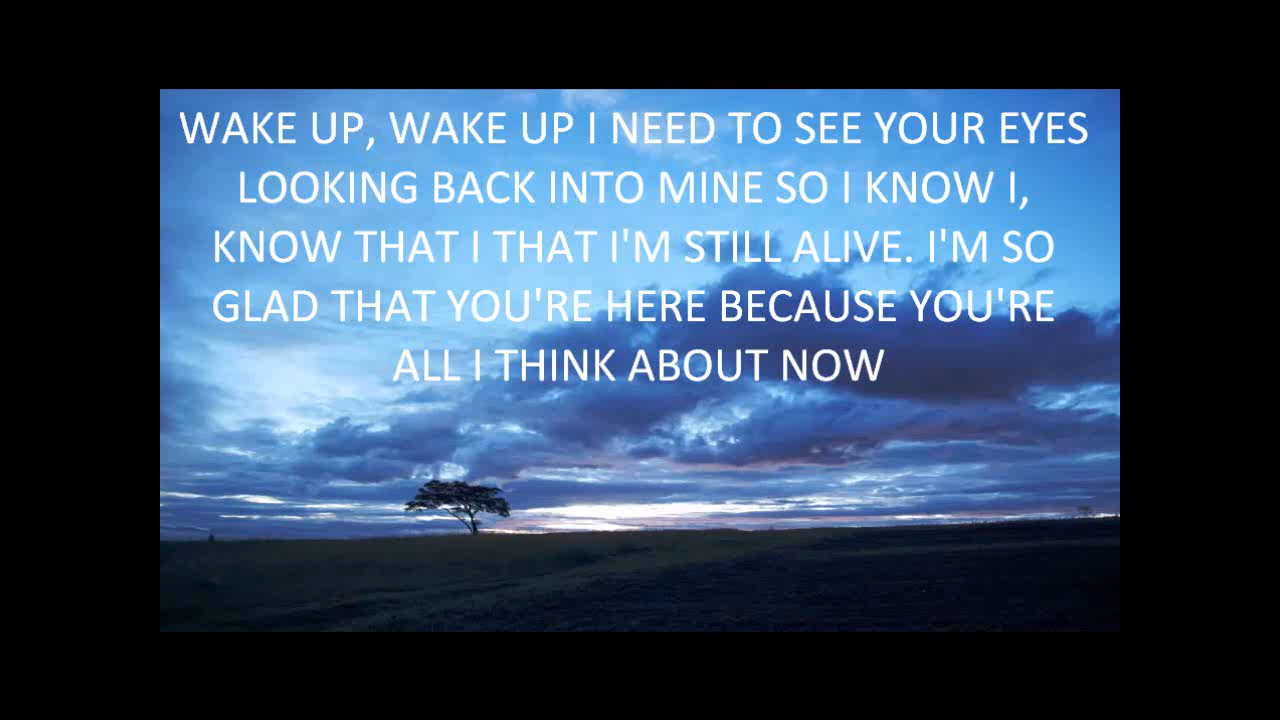 WAKE UP, WAKE UP I NEED TO SEE YOUR EYES
LOOKING BACK INTO MINE SO I KNOW I,
KNOW THAT I THAT I'M STILL ALIVE. I'M SO
GLAD THAT YOU'RE HERE BECAUSE YOU'RE
ALL I THINK ABOUT NOW